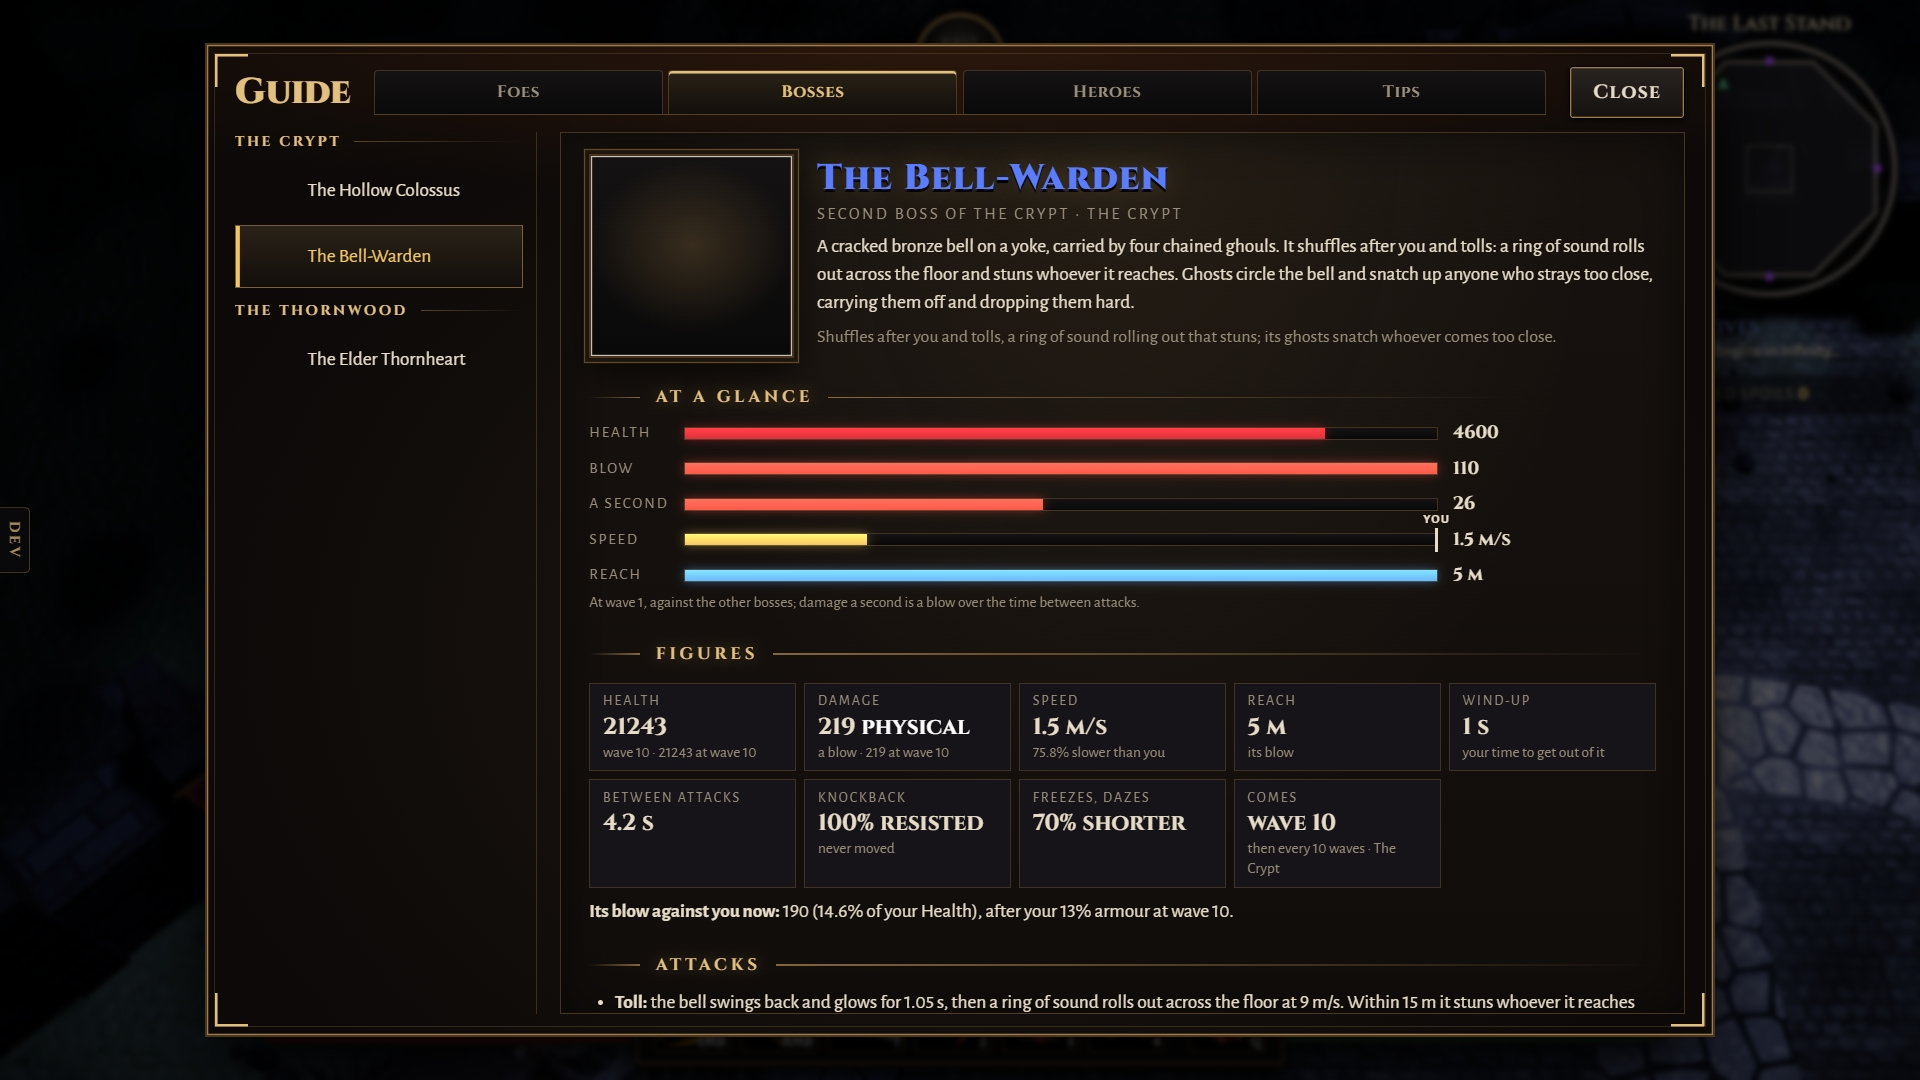 The Last Stand
Guide
Foes
Bosses
Heroes
Tips
Close
THE CRYPT
The Hollow Colossus
The Bell-Warden
THE THORNWOOD
The Elder Thornheart
The Bell-Warden
SECOND BOSS OF THE CRYPT · THE CRYPT
A cracked bronze bell on a yoke, carried by four chained ghouls. It shuffles after you and tolls: a ring of sound rolls
out across the floor and stuns whoever it reaches. Ghosts circle the bell and snatch up anyone who strays too close,
carrying them off and dropping them hard.
Shuffles after you and tolls, a ring of sound rolling out that stuns; its ghosts snatch whoever comes too close.
AT A GLANCE
HEALTH 4600
BLOW 110
A SECOND 26
YOU
SPEED 1.5 M/S
REACH 5 M
At wave 1, against the other bosses; damage a second is a blow over the time between attacks.
FIGURES
HEALTH
21243
wave 10 · 21243 at wave 10
DAMAGE
219 PHYSICAL
a blow · 219 at wave 10
SPEED
1.5 M/S
75.8% slower than you
REACH
5 M
its blow
WIND-UP
1 S
your time to get out of it
BETWEEN ATTACKS
4.2 S
KNOCKBACK
100% RESISTED
never moved
FREEZES, DAZES
70% SHORTER
COMES
WAVE 10
then every 10 waves · The
Crypt
Its blow against you now: 190 (14.6% of your Health), after your 13% armour at wave 10.
ATTACKS
• Toll: the bell swings back and glows for 1.05 s, then a ring of sound rolls out across the floor at 9 m/s. Within 15 m it stuns whoever it reaches
DEV